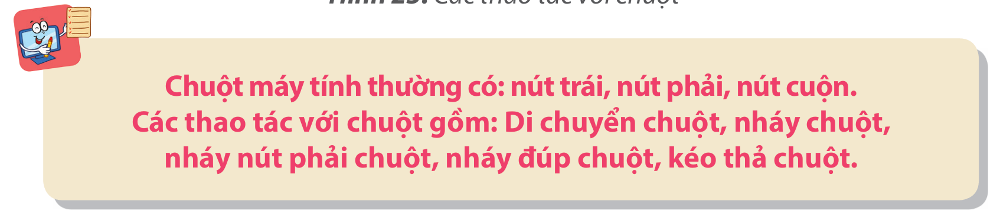 Hình 25. Các thao tác với chuột
Chuột máy tính thường có: nút trái, nút phải, nút cuộn.
Các thao tác với chuột gồm: Di chuyển chuột, nháy chuột,
nháy nút phải chuột, nháy đúp chuột, kéo thả chuột.